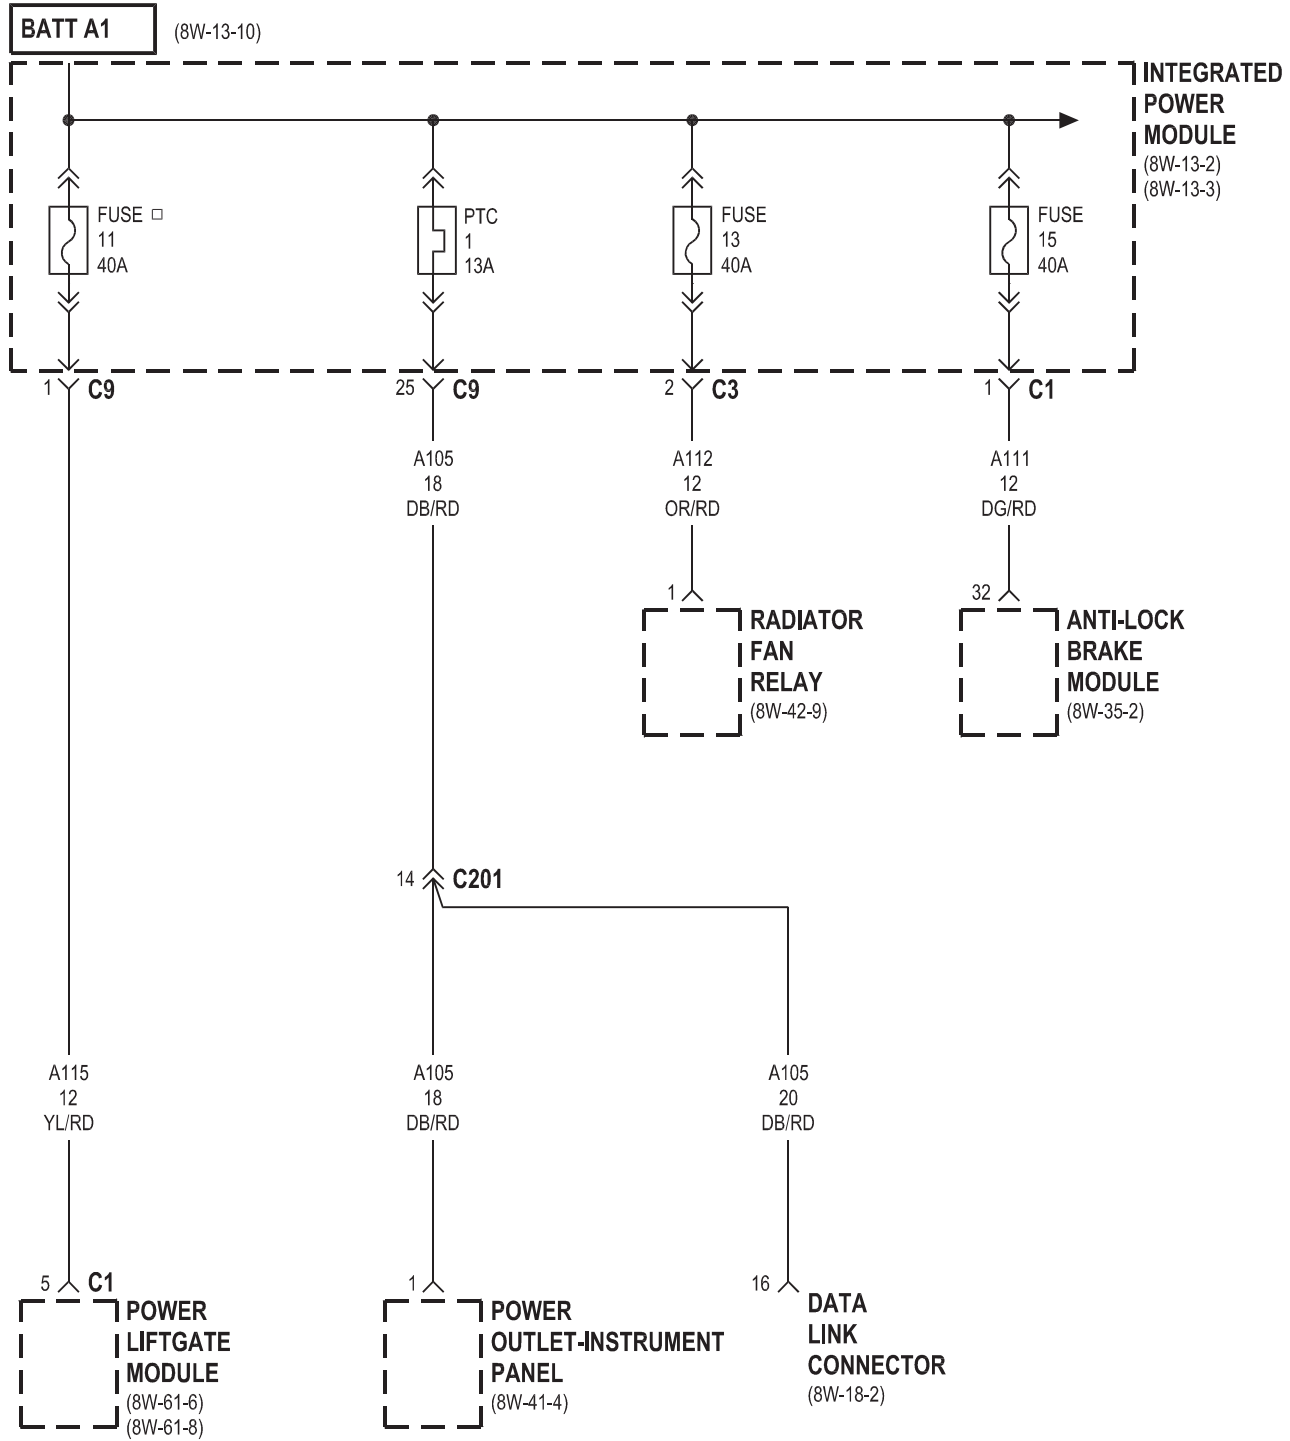 BATT A1
(8W-13-10)
INTEGRATED
POWER
MODULE
(8W-13-2)
(8W-13-3)
FUSE
11
40A
PTC
1
13A
FUSE
13
40A
FUSE
15
40A
1 C9
25 C9
2 C3
1 C1
A105
18
DB/RD
A112
12
OR/RD
A111
12
DG/RD
1
RADIATOR
FAN
RELAY
(8W-42-9)
32
ANTI-LOCK
BRAKE
MODULE
(8W-35-2)
14 C201
A115
12
YL/RD
A105
18
DB/RD
A105
20
DB/RD
5 C1
POWER
LIFTGATE
MODULE
(8W-61-6)
(8W-61-8)
1
POWER
OUTLET-INSTRUMENT
PANEL
(8W-41-4)
16
DATA
LINK
CONNECTOR
(8W-18-2)